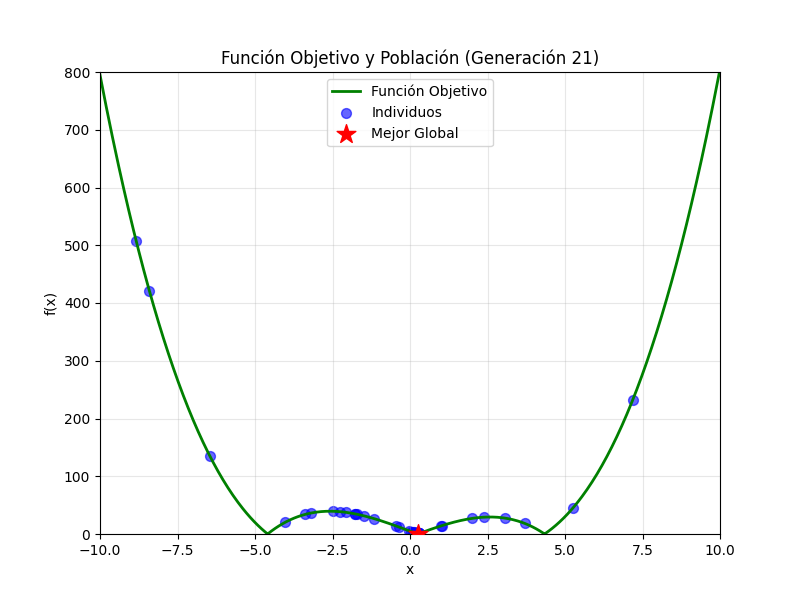 Función Objetivo y Población (Generación 21)
Función Objetivo
Individuos
Mejor Global
f(x)
800
700
600
500
400
300
200
100
0
−10.0 −7.5 −5.0 −2.5 0.0 2.5 5.0 7.5 10.0
x